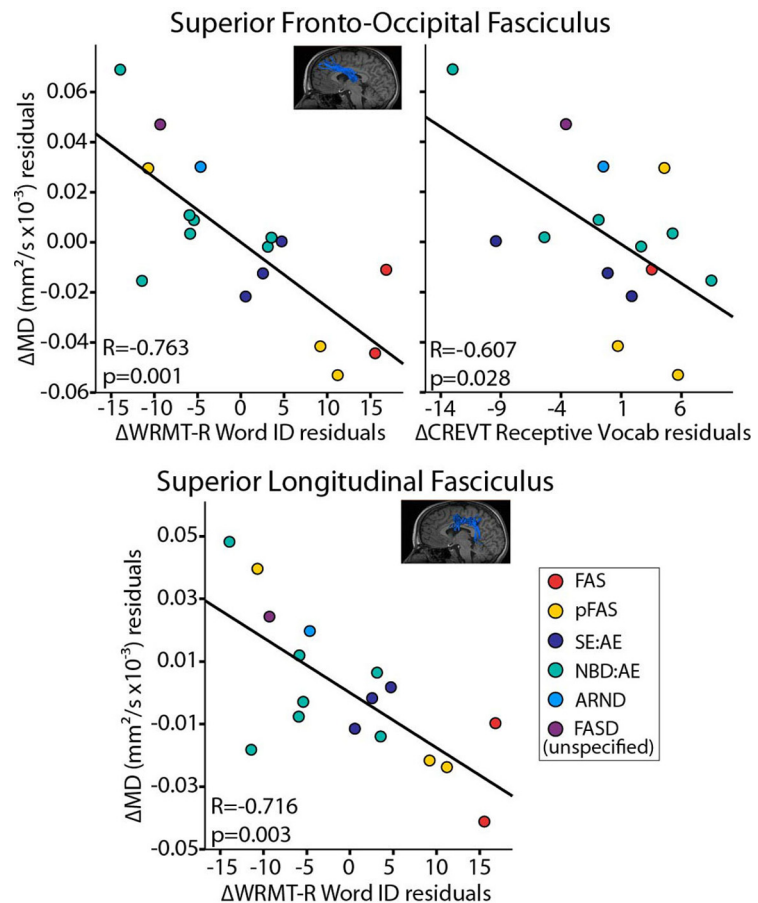 Superior Fronto-Occipital Fasciculus
ΔMD (mm²/s x10⁻³) residuals
0.06
0.04
0.02
0.00
-0.02
-0.04
-0.06
R=-0.763
p=0.001
-15 -10 -5 0 5 10 15
ΔWRMT-R Word ID residuals
R=-0.607
p=0.028
-14 -9 -4 1 6
ΔCREVT Receptive Vocab residuals
Superior Longitudinal Fasciculus
ΔMD (mm²/s x10⁻³) residuals
0.05
0.03
0.01
-0.01
-0.03
-0.05
R=-0.716
p=0.003
-15 -10 -5 0 5 10 15
ΔWRMT-R Word ID residuals
FAS
pFAS
SE:AE
NBD:AE
ARND
FASD
(unspecified)